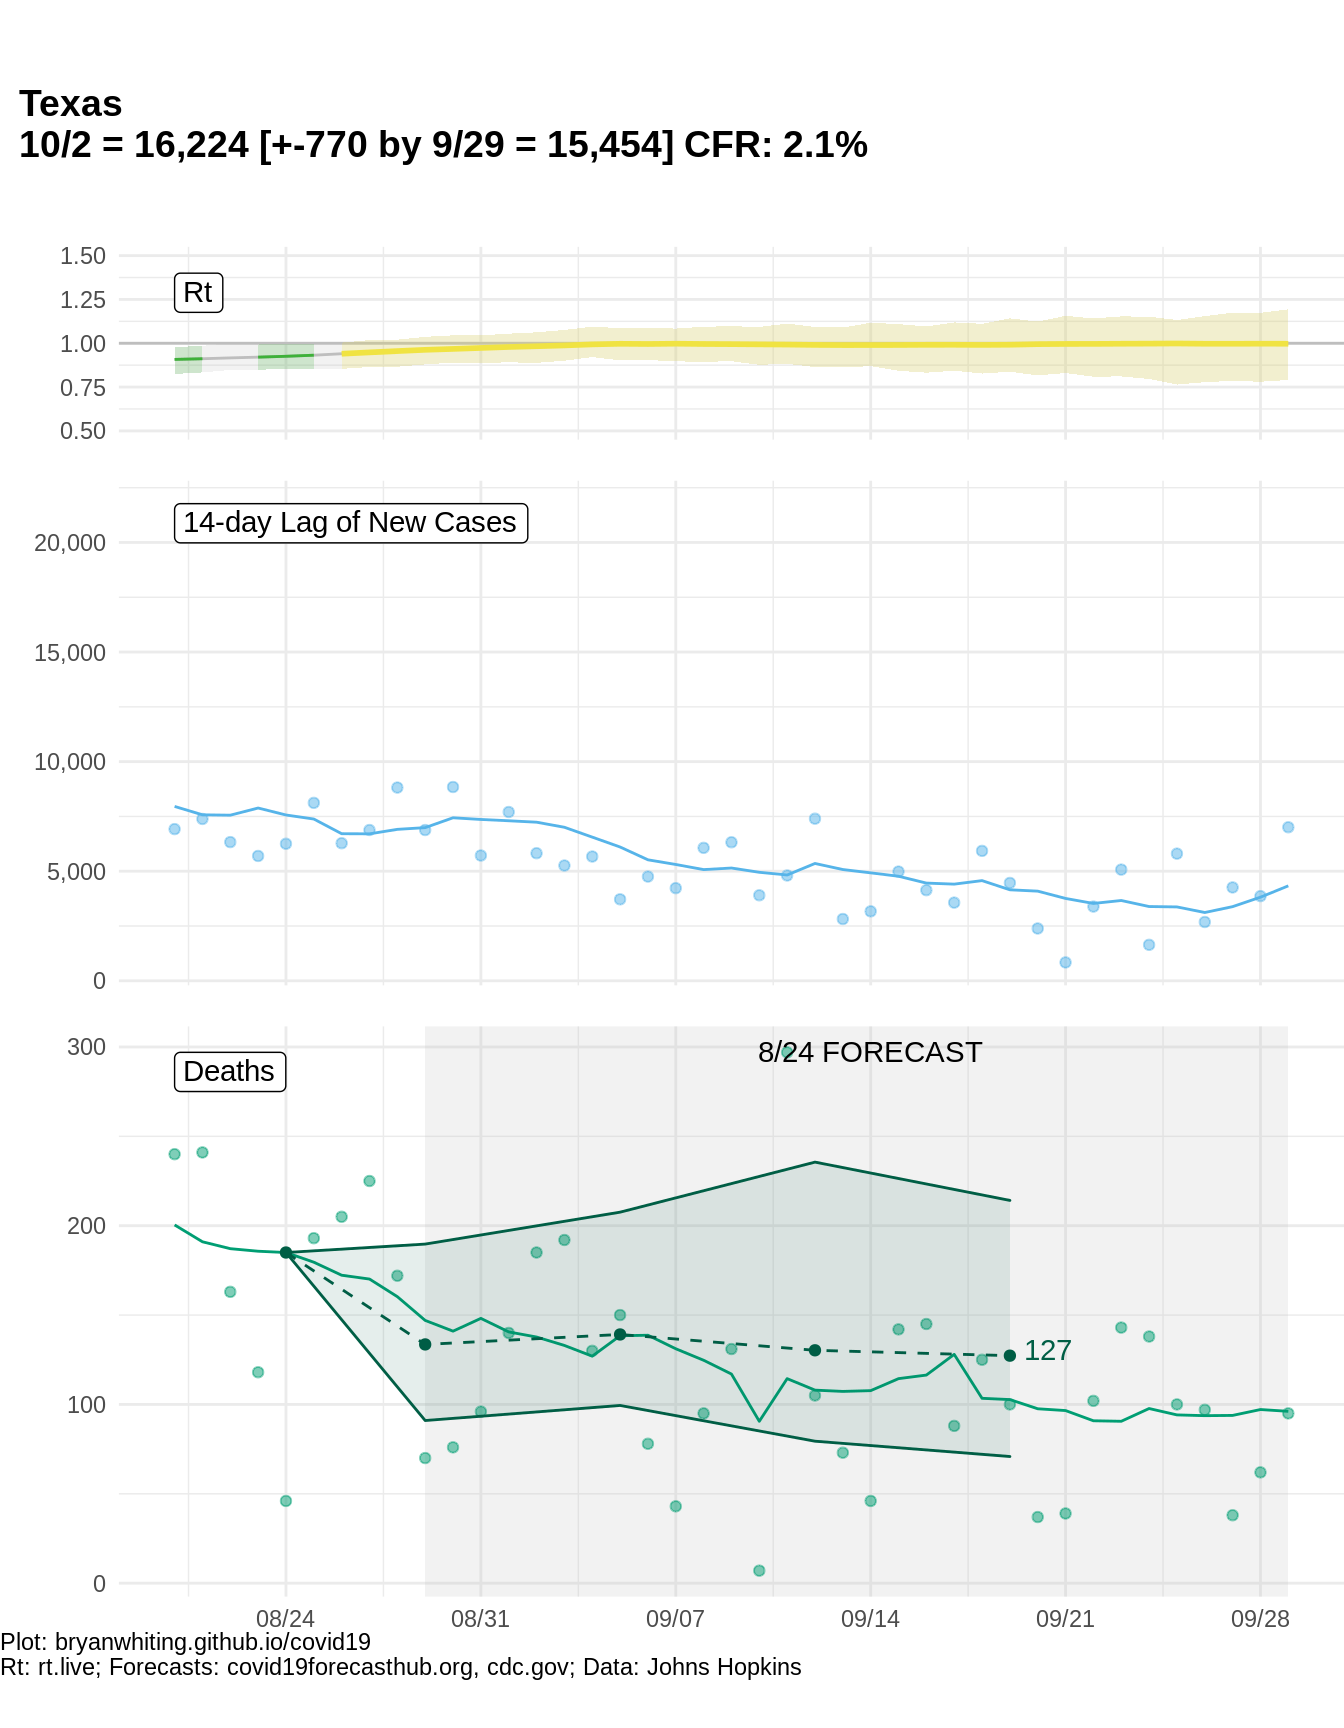 Texas
10/2 = 16,224 [+-770 by 9/29 = 15,454] CFR: 2.1%
1.50
Rt
1.25
1.00
0.75
0.50
14-day Lag of New Cases
20,000
15,000
10,000
5,000
0
300
8/24 FORECAST
Deaths
200
127
100
0
08/24 08/31 09/07 09/14 09/21 09/28
Plot: bryanwhiting.github.io/covid19
Rt: rt.live; Forecasts: covid19forecasthub.org, cdc.gov; Data: Johns Hopkins